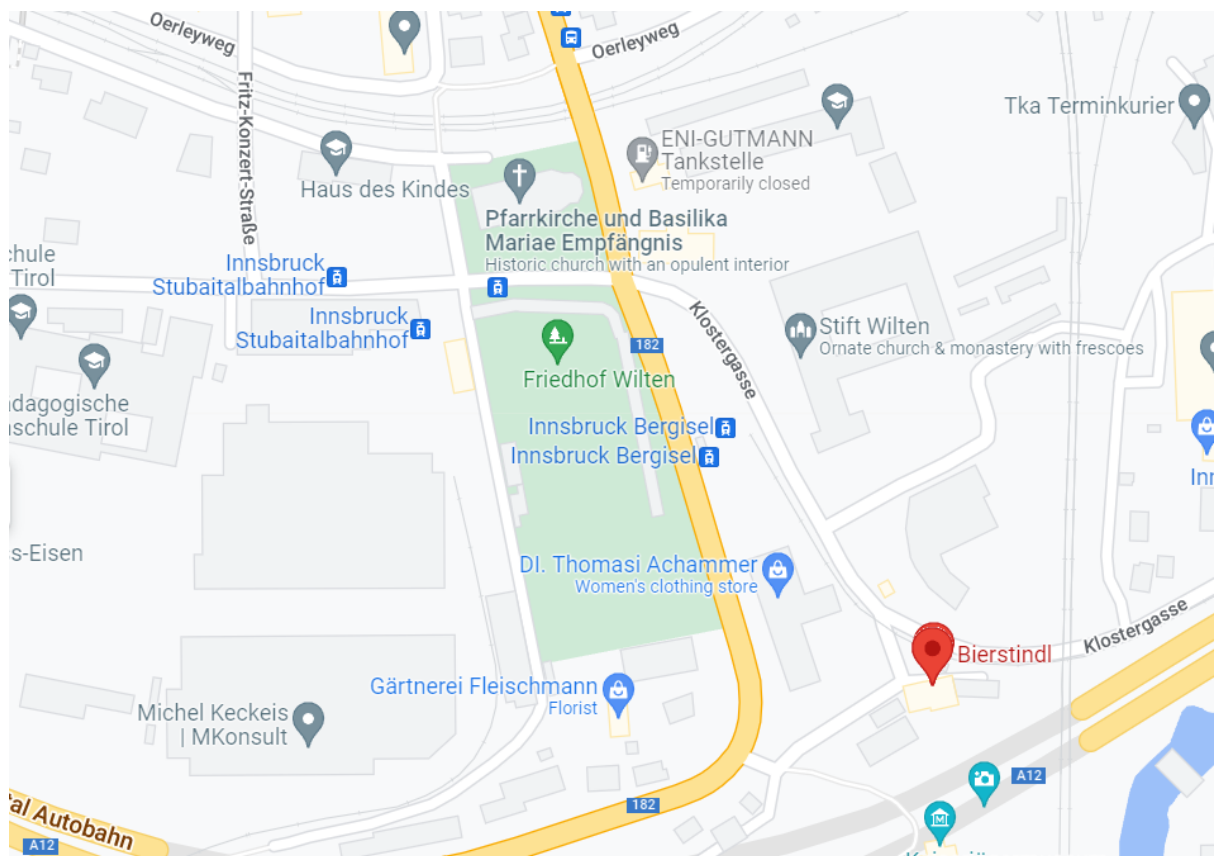 Oerleyweg
Oerleyweg
Fritz-Konzert-Straße
Tka Terminkurier
ENI-GUTMANN
Tankstelle
Temporarily closed
Haus des Kindes
Pfarrkirche und Basilika
Mariae Empfängnis
Historic church with an opulent interior
chule
Tirol
Innsbruck
Stubaitalbahnhof
Innsbruck
Stubaitalbahnhof
Klostergasse
Stift Wilten
Ornate church & monastery with frescoes
182
Friedhof Wilten
adagogische
schule Tirol
Innsbruck Bergisel
Innsbruck Bergisel
Inn
s-Eisen
DI. Thomasi Achammer
Women's clothing store
Klostergasse
Bierstindl
Gärtnerei Fleischmann
Florist
Michel Keckeis
| MKonsult
A12
182
tal Autobahn
A12